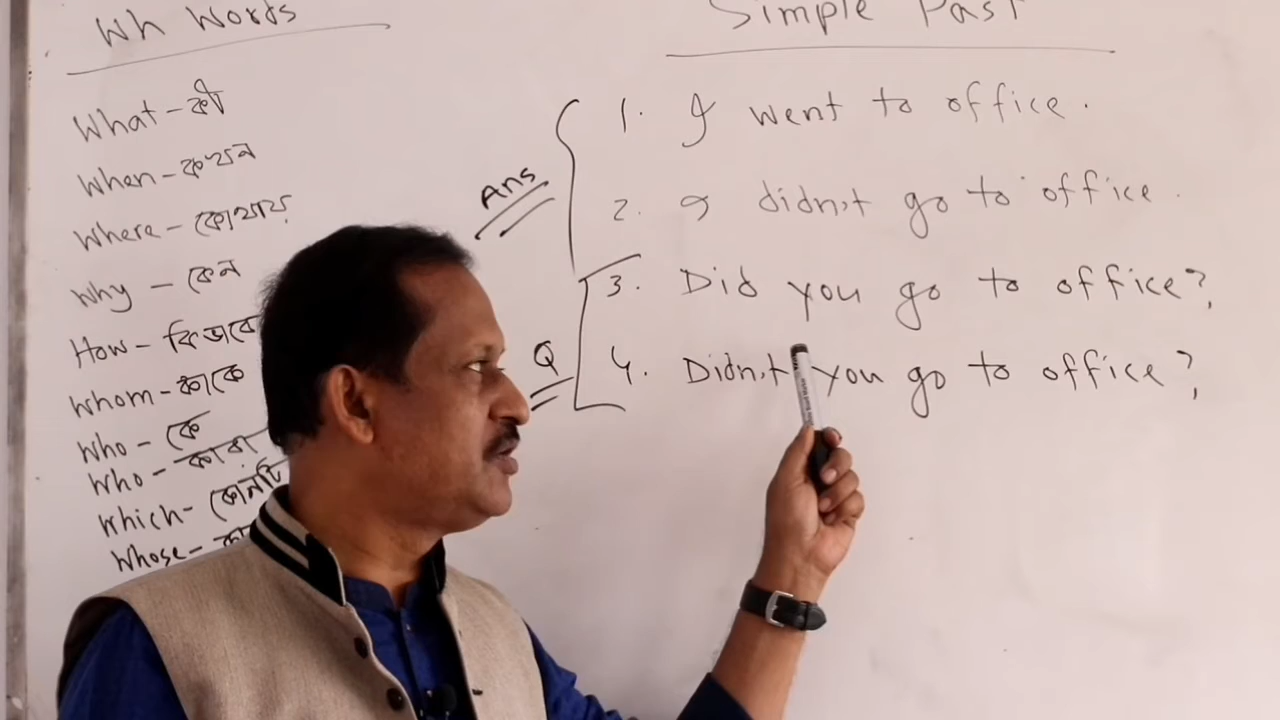 Wh Words
What - কী
When - কখন
Where - কোথায়
Why - কেন
How - কিভাবে
Whom - কাকে
Who - কে
Who - কারা
Which - কোনটি
Whose -
Simple Past
Ans
1. I went to office.
2. I didn't go to office.
Q
3. Did you go to office?
4. Didn't you go to office?